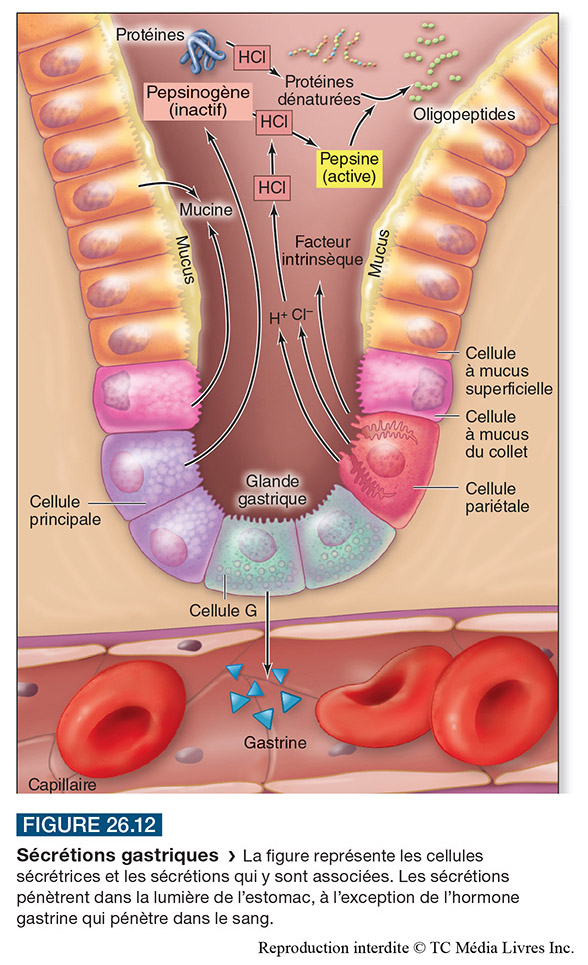 Protéines
HCl
Pepsinogène
(inactif)
Protéines
dénaturées
HCl
Oligopeptides
Pepsine
(active)
HCl
Mucine
Mucus
Facteur
intrinsèque
Mucus
H+ Cl–
Cellule
à mucus
superficielle
Cellule
à mucus
du collet
Glande
gastrique
Cellule
principale
Cellule
pariétale
Cellule G
Gastrine
Capillaire
FIGURE 26.12
Sécrétions gastriques › La figure représente les cellules
sécrétrices et les sécrétions qui y sont associées. Les sécrétions
pénètrent dans la lumière de l’estomac, à l’exception de l’hormone
gastrine qui pénètre dans le sang.
Reproduction interdite © TC Média Livres Inc.